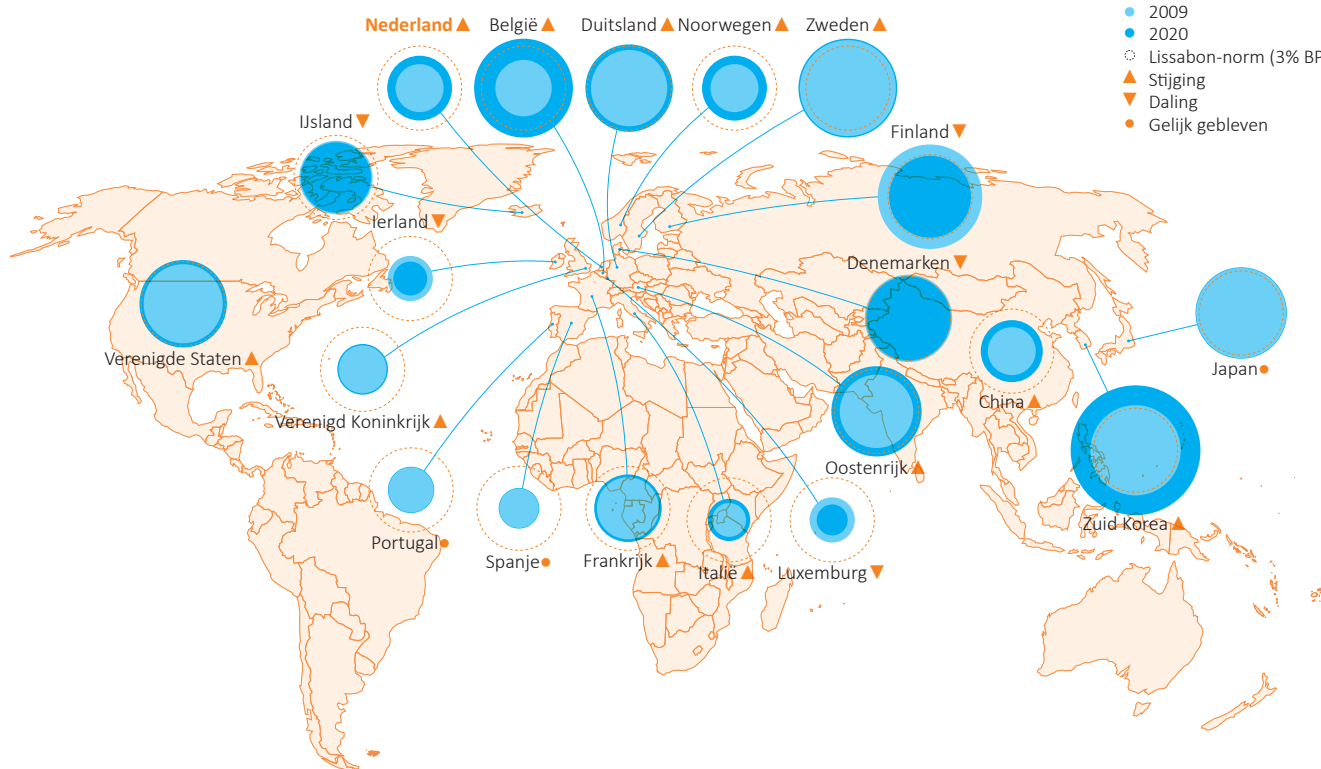 2009
2020
Lissabon-norm (3% BF
Stijging
Daling
Gelijk gebleven
Nederland
België
Duitsland
Noorwegen
Zweden
IJsland
Finland
Ierland
Denemarken
Verenigde Staten
Japan
China
Verenigd Koninkrijk
Oostenrijk
Zuid Korea
Portugal
Spanje
Frankrijk
Italië
Luxemburg